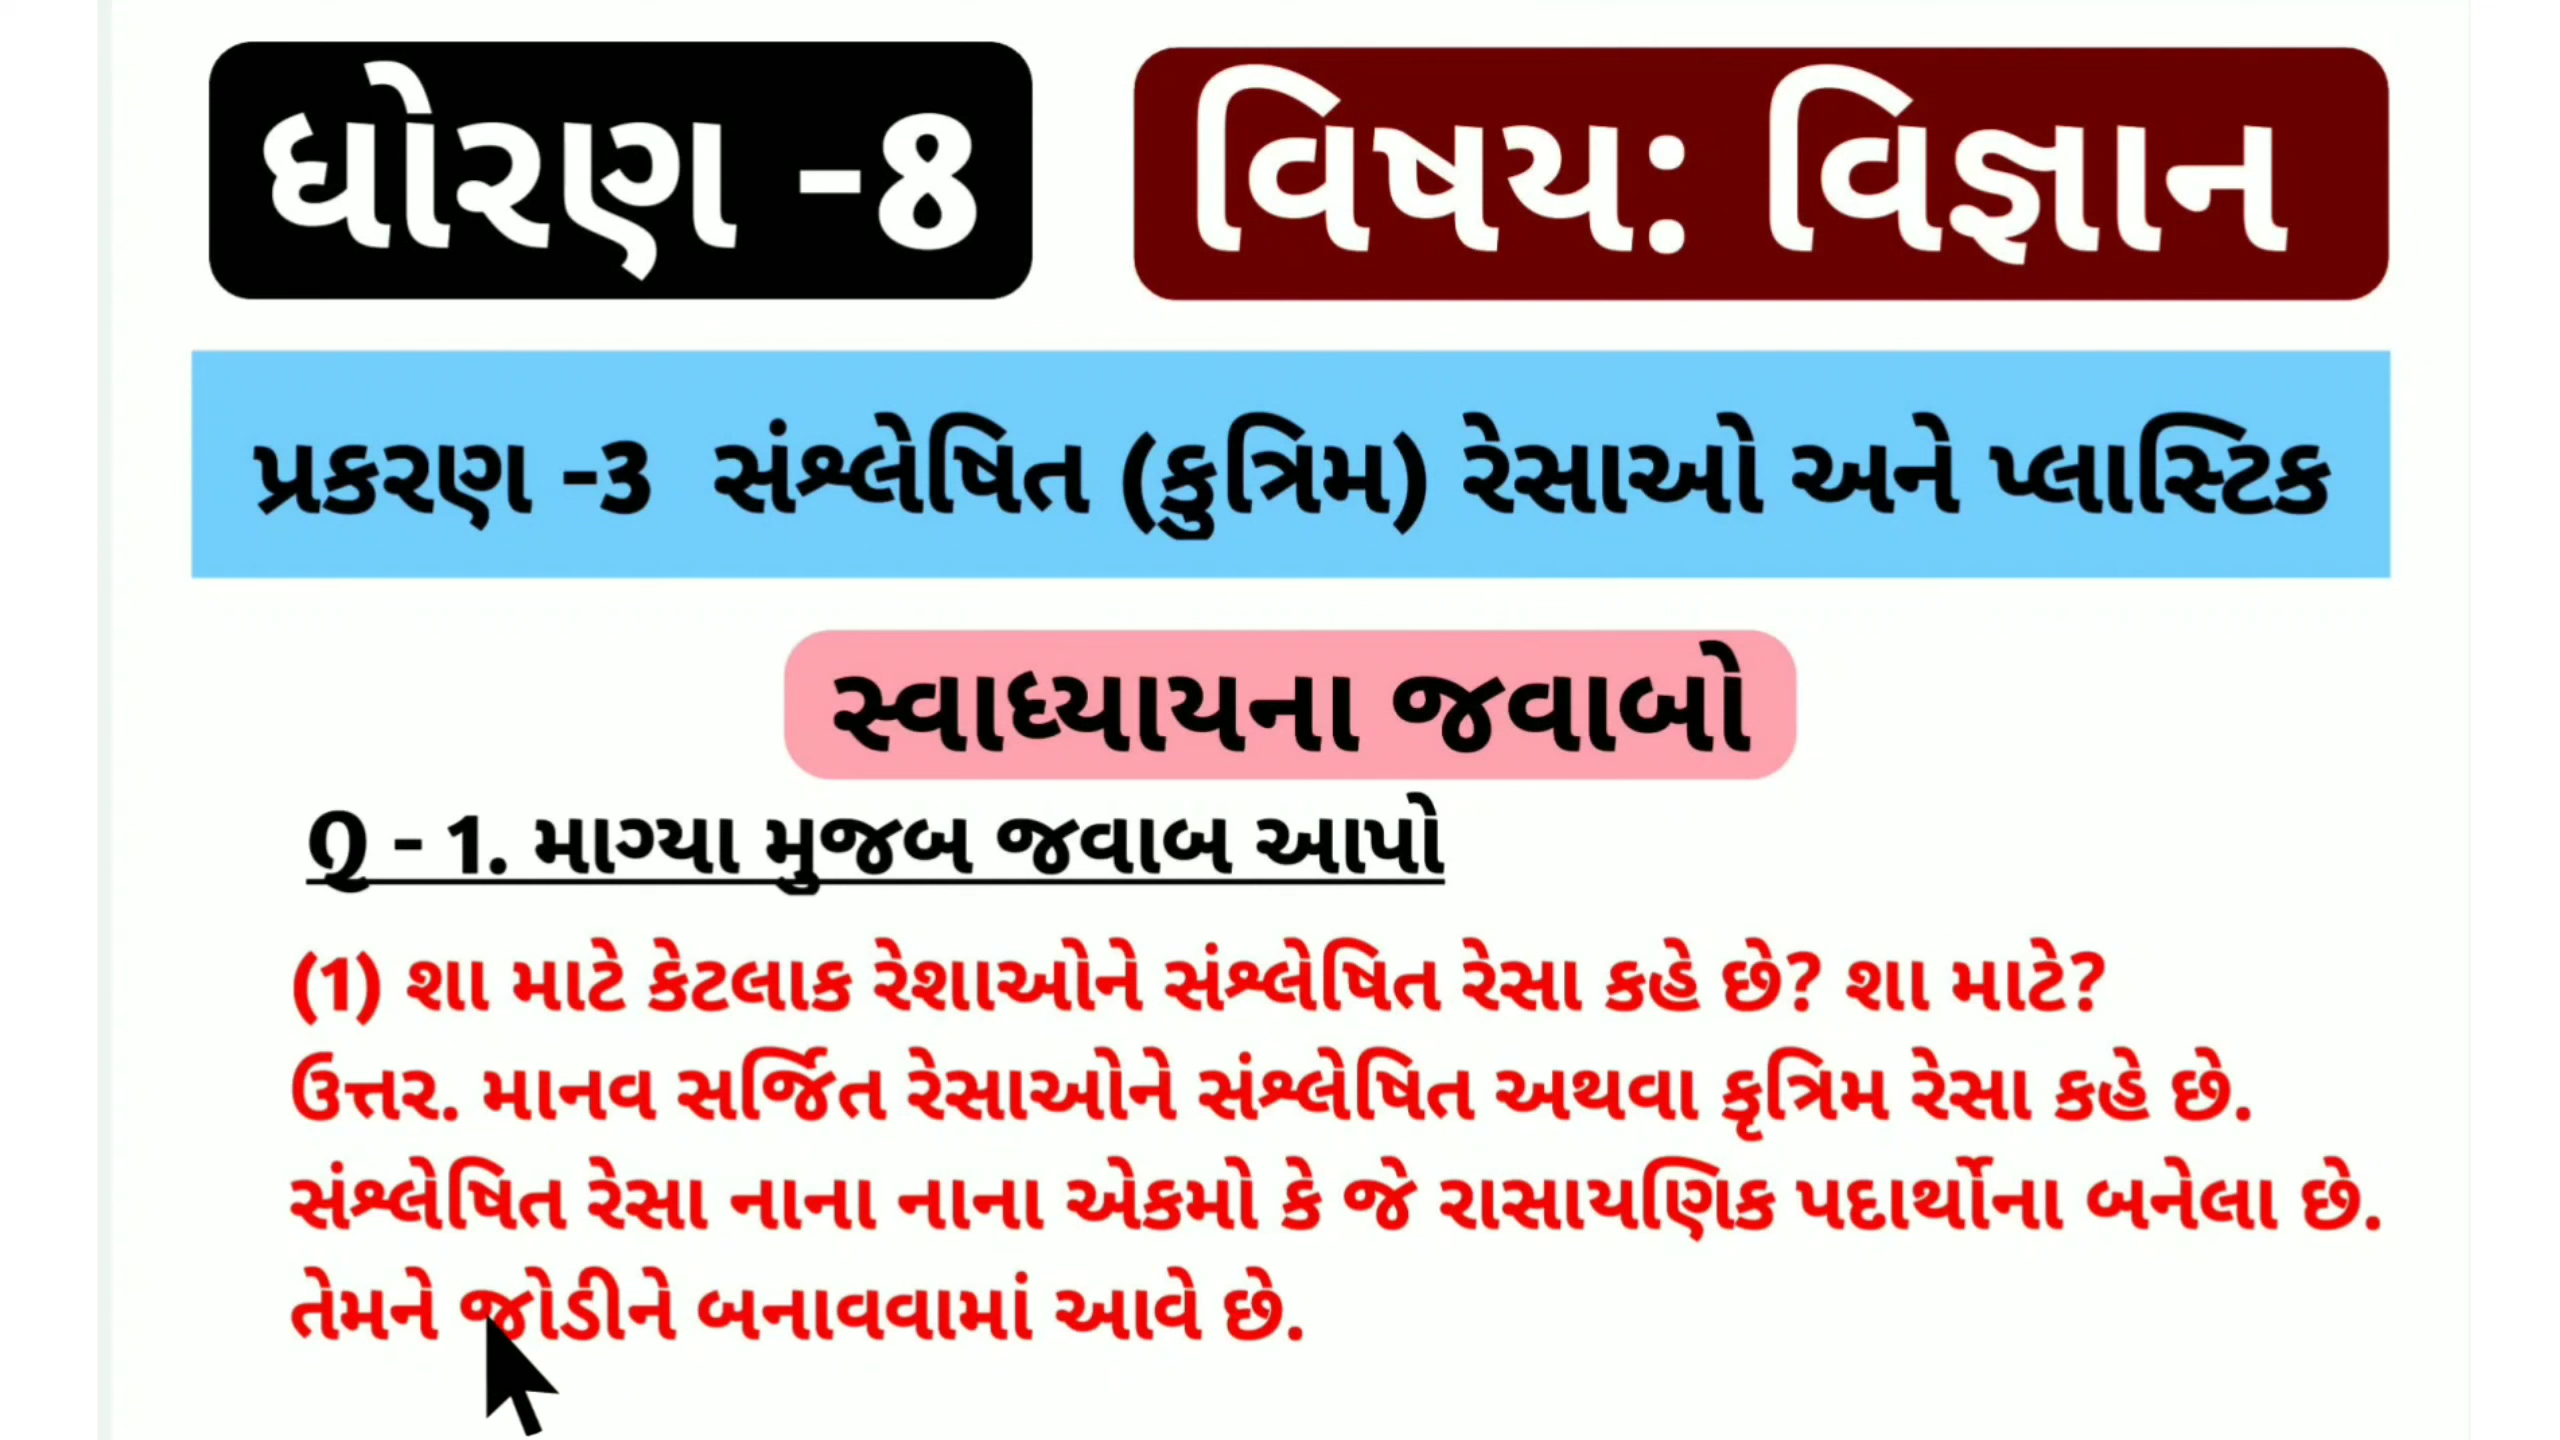 ધોરણ -8 વિષય: વિજ્ઞાન
પ્રકરણ -3 સંશ્લેષિત (કુત્રિમ) રેસાઓ અને પ્લાસ્ટિક
સ્વાધ્યાયના જવાબો
Q - 1. માગ્યા મુજબ જવાબ આપો
(1) શા માટે કેટલાક રેશાઓને સંશ્લેષિત રેસા કહે છે? શા માટે?
ઉત્તર. માનવ સર્જિત રેસાઓને સંશ્લેષિત અથવા કૃત્રિમ રેસા કહે છે.
સંશ્લેષિત રેસા નાના નાના એકમો કે જે રાસાયણિક પદાર્થોના બનેલા છે.
તેમને જોડીને બનાવવામાં આવે છે.